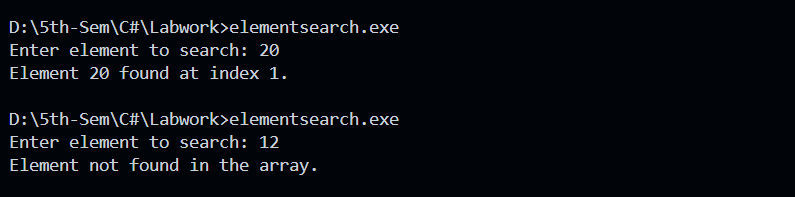 D:\5th-Sem\C#\Labwork>elementsearch.exe
Enter element to search: 20
Element 20 found at index 1.
D:\5th-Sem\C#\Labwork>elementsearch.exe
Enter element to search: 12
Element not found in the array.